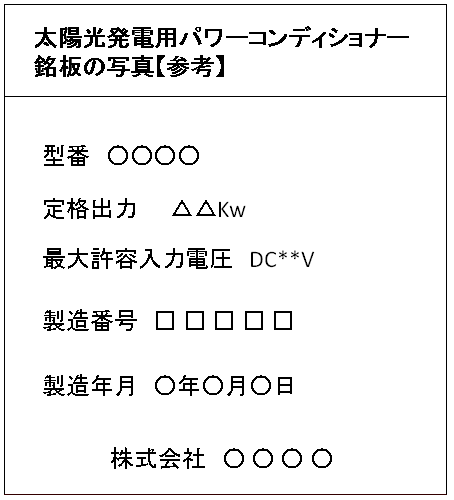 太陽光発電用パワーコンディショナー
銘板の写真【参考】
型番 〇〇〇〇
定格出力 △△Kw
最大許容入力電圧 DC**V
製造番号 □□□□□
製造年月 〇年〇月〇日
株式会社 〇〇〇〇